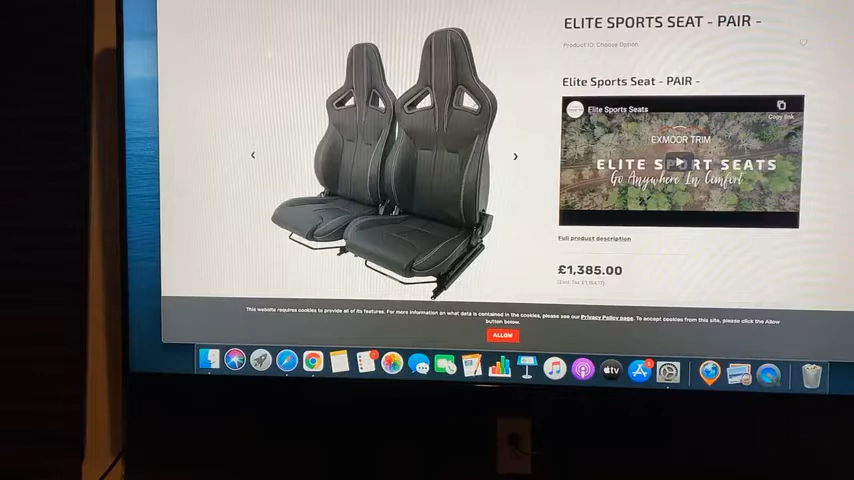 ELITE SPORTS SEAT - PAIR -
Product ID: Choose Option
Elite Sports Seat - PAIR -
Elite Sports Seats
Copy link
EXMOOR TRIM
ELITE SPORT SEATS
Go Anywhere In Comfort
Full product description
£1,385.00
This website requires cookies to provide all of its features. For more information on what data is contained in the cookies, please see our Privacy Policy page. To accept cookies from this site, please click the Allow
button below.
ALLOW
tv